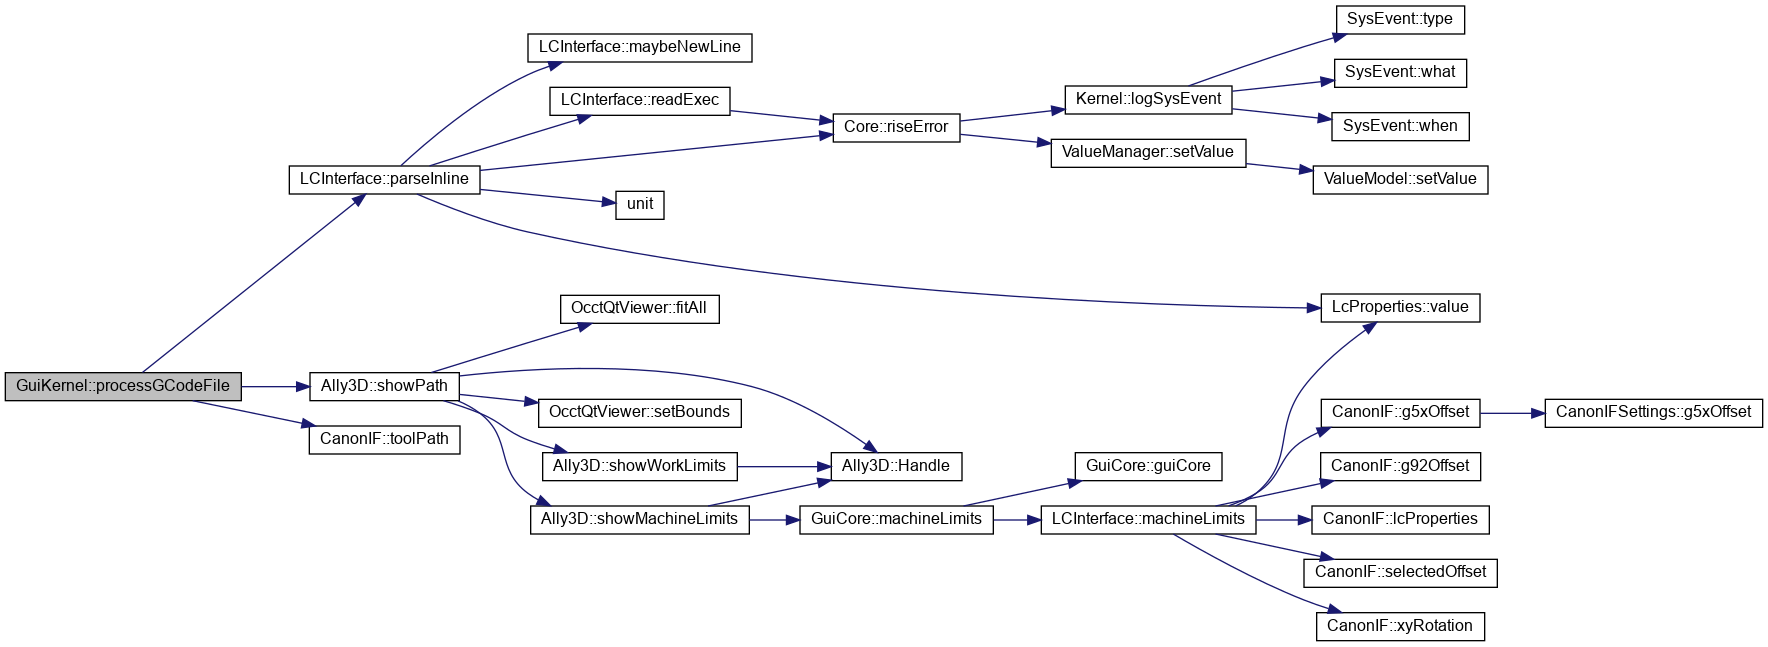 SysEvent::type
LCInterface::maybeNewLine
SysEvent::what
LCInterface::readExec
Kernel::logSysEvent
Core::riseError
SysEvent::when
ValueManager::setValue
LCInterface::parseInline
ValueModel::setValue
unit
OcctQtViewer::fitAll
LcProperties::value
GuiKernel::processGCodeFile
Ally3D::showPath
OcctQtViewer::setBounds
CanonIF::g5xOffset
CanonIFSettings::g5xOffset
CanonIF::toolPath
Ally3D::showWorkLimits
Ally3D::Handle
GuiCore::guiCore
CanonIF::g92Offset
Ally3D::showMachineLimits
GuiCore::machineLimits
LCInterface::machineLimits
CanonIF::lcProperties
CanonIF::selectedOffset
CanonIF::xyRotation